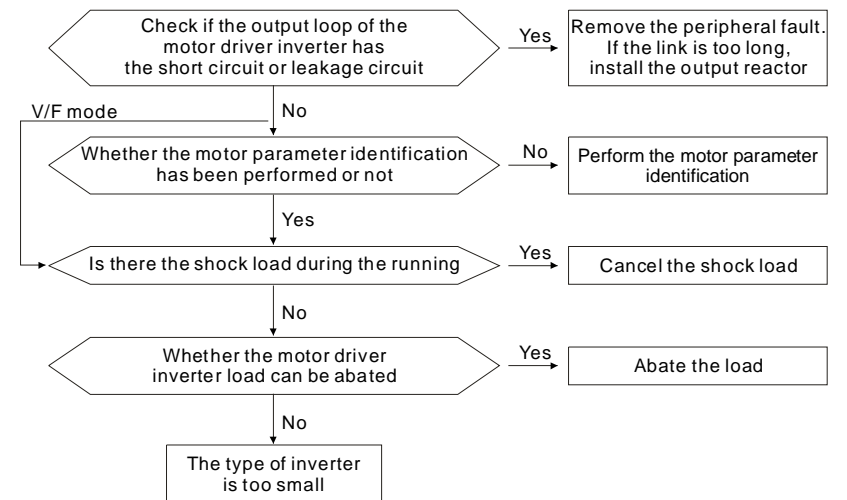 Check if the output loop of the
motor driver inverter has
the short circuit or leakage circuit
Yes
Remove the peripheral fault.
If the link is too long,
install the output reactor
No
V/F mode
Whether the motor parameter identification
has been performed or not
No
Perform the motor parameter
identification
Yes
Is there the shock load during the running
Yes
Cancel the shock load
No
Whether the motor driver
inverter load can be abated
Yes
Abate the load
No
The type of inverter
is too small